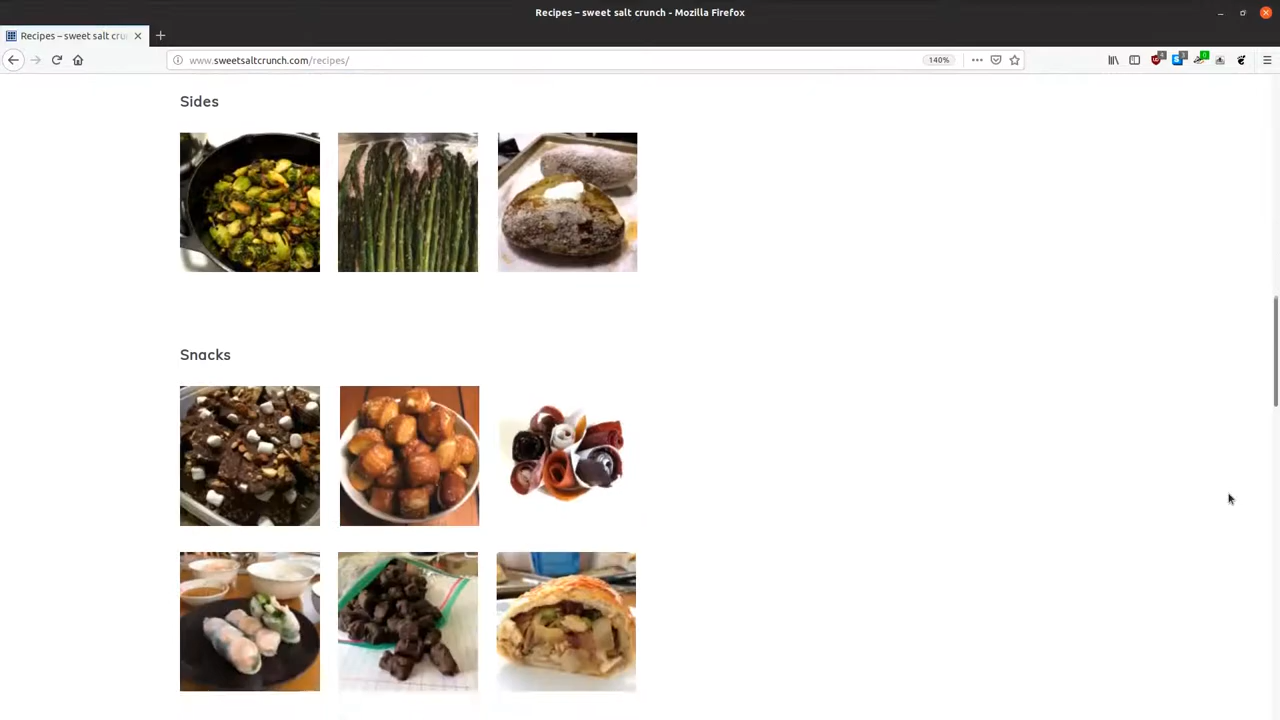 Recipes – sweet salt crunch - Mozilla Firefox
Recipes – sweet salt cru
www.sweetsaltcrunch.com/recipes/
140%
Sides
Snacks